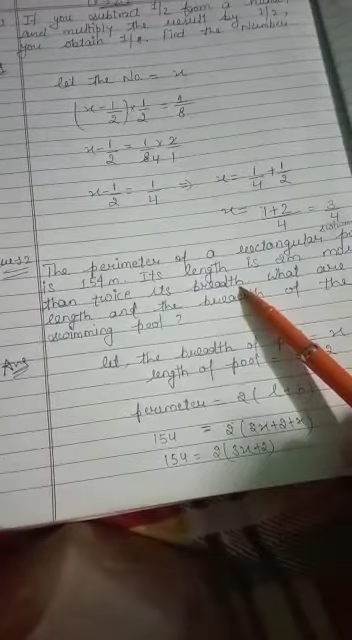 If you subtract 1/2 from a
and multiply the result by 1/2,
you obtain 1/8. Find the Number
let the No = x
(x - 1/2) × 1/2 = 1/8
x - 1/2 = 1/84 × 2/1
x - 1/2 = 1/4 ⇒ x = 1/4 + 1/2
x = 1+2/4 = 3/4
The perimeter of a rectangular
is 154 m. Its length is 2m more
than twice its breadth. What are
length and the breadth of the
swimming pool?
Ans let, the breadth of = x
length of pool = 2
perimeter = 2(l+b)
154 = 2(2x+2+x)
154 = 2(3x+2)